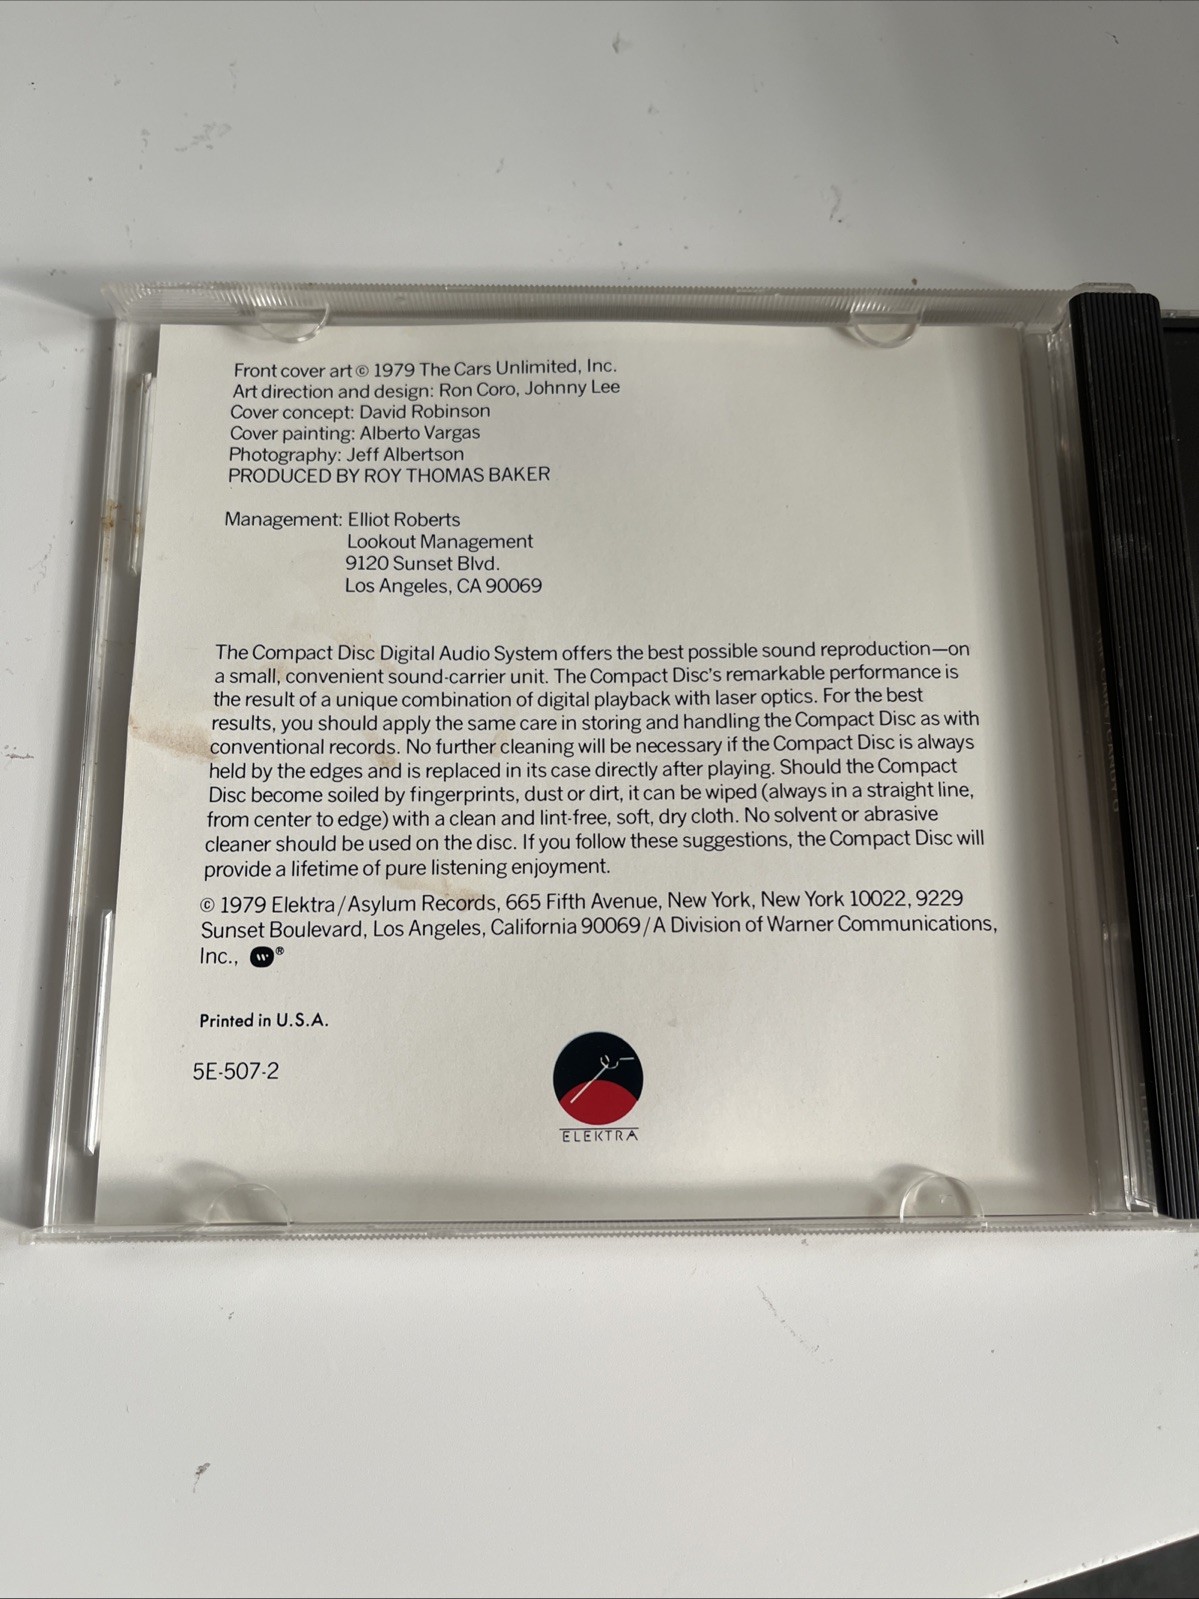 Front cover art © 1979 The Cars Unlimited, Inc.
Art direction and design: Ron Coro, Johnny Lee
Cover concept: David Robinson
Cover painting: Alberto Vargas
Photography: Jeff Albertson
PRODUCED BY ROY THOMAS BAKER
Management: Elliot Roberts
Lookout Management
9120 Sunset Blvd.
Los Angeles, CA 90069
The Compact Disc Digital Audio System offers the best possible sound reproduction—on
a small, convenient sound-carrier unit. The Compact Disc's remarkable performance is
the result of a unique combination of digital playback with laser optics. For the best
results, you should apply the same care in storing and handling the Compact Disc as with
conventional records. No further cleaning will be necessary if the Compact Disc is always
held by the edges and is replaced in its case directly after playing. Should the Compact
Disc become soiled by fingerprints, dust or dirt, it can be wiped (always in a straight line,
from center to edge) with a clean and lint-free, soft, dry cloth. No solvent or abrasive
cleaner should be used on the disc. If you follow these suggestions, the Compact Disc will
provide a lifetime of pure listening enjoyment.
© 1979 Elektra/Asylum Records, 665 Fifth Avenue, New York, New York 10022, 9229
Sunset Boulevard, Los Angeles, California 90069/A Division of Warner Communications,
Inc., ®
Printed in U.S.A.
5E-507-2
ELEKTRA